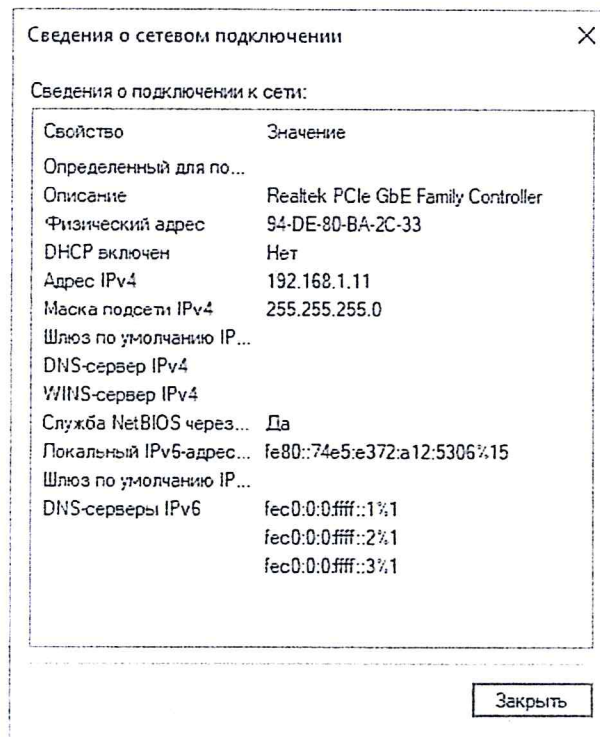 Сведения о сетевом подключении
Сведения о подключении к сети:
Свойство Значение
Определенный для по...
Описание Realtek PCIe GbE Family Controller
Физический адрес 94-DE-80-BA-2C-33
DHCP включен Нет
Адрес IPv4 192.168.1.11
Маска подсети IPv4 255.255.255.0
Шлюз по умолчанию IP...
DNS-сервер IPv4
WINS-сервер IPv4
Служба NetBIOS через... Да
Локальный IPv6-адрес... fe80::74e5:e372:a12:5306%15
Шлюз по умолчанию IP...
DNS-серверы IPv6 fec0:0:0:ffff::1%1
fec0:0:0:ffff::2%1
fec0:0:0:ffff::3%1
Закрыть